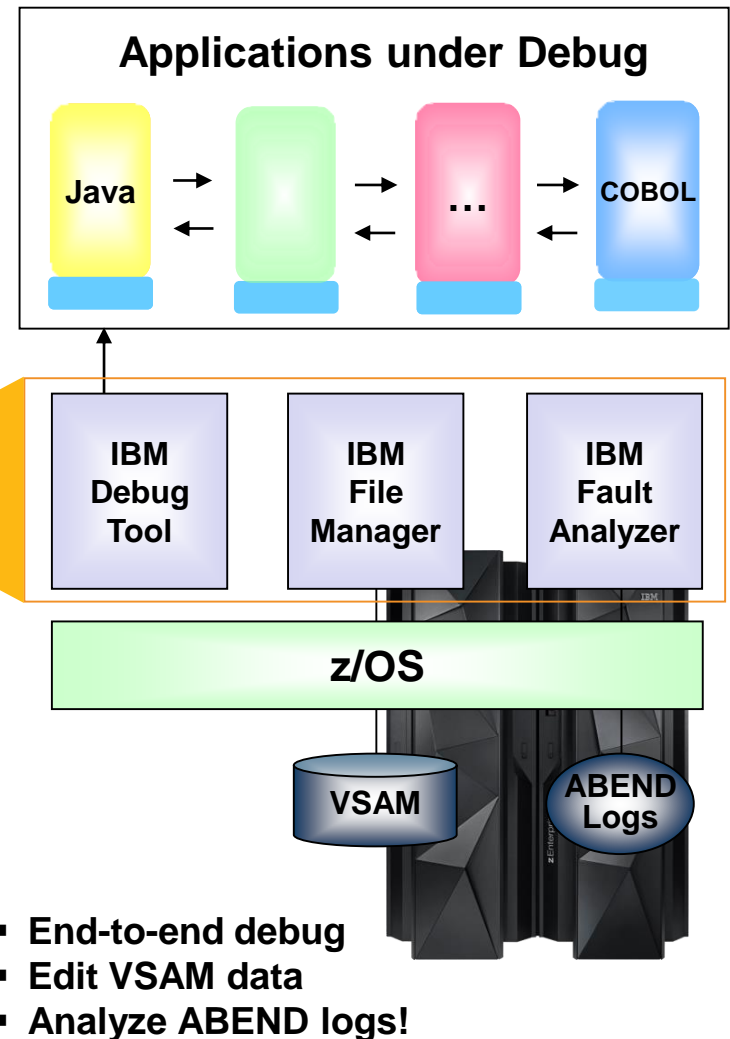 Applications under Debug
Java
...
COBOL
IBM
Debug
Tool
IBM
File
Manager
IBM
Fault
Analyzer
IBM
z/OS
VSAM
ABEND
Logs
▪ End-to-end debug
▪ Edit VSAM data
▪ Analyze ABEND logs!